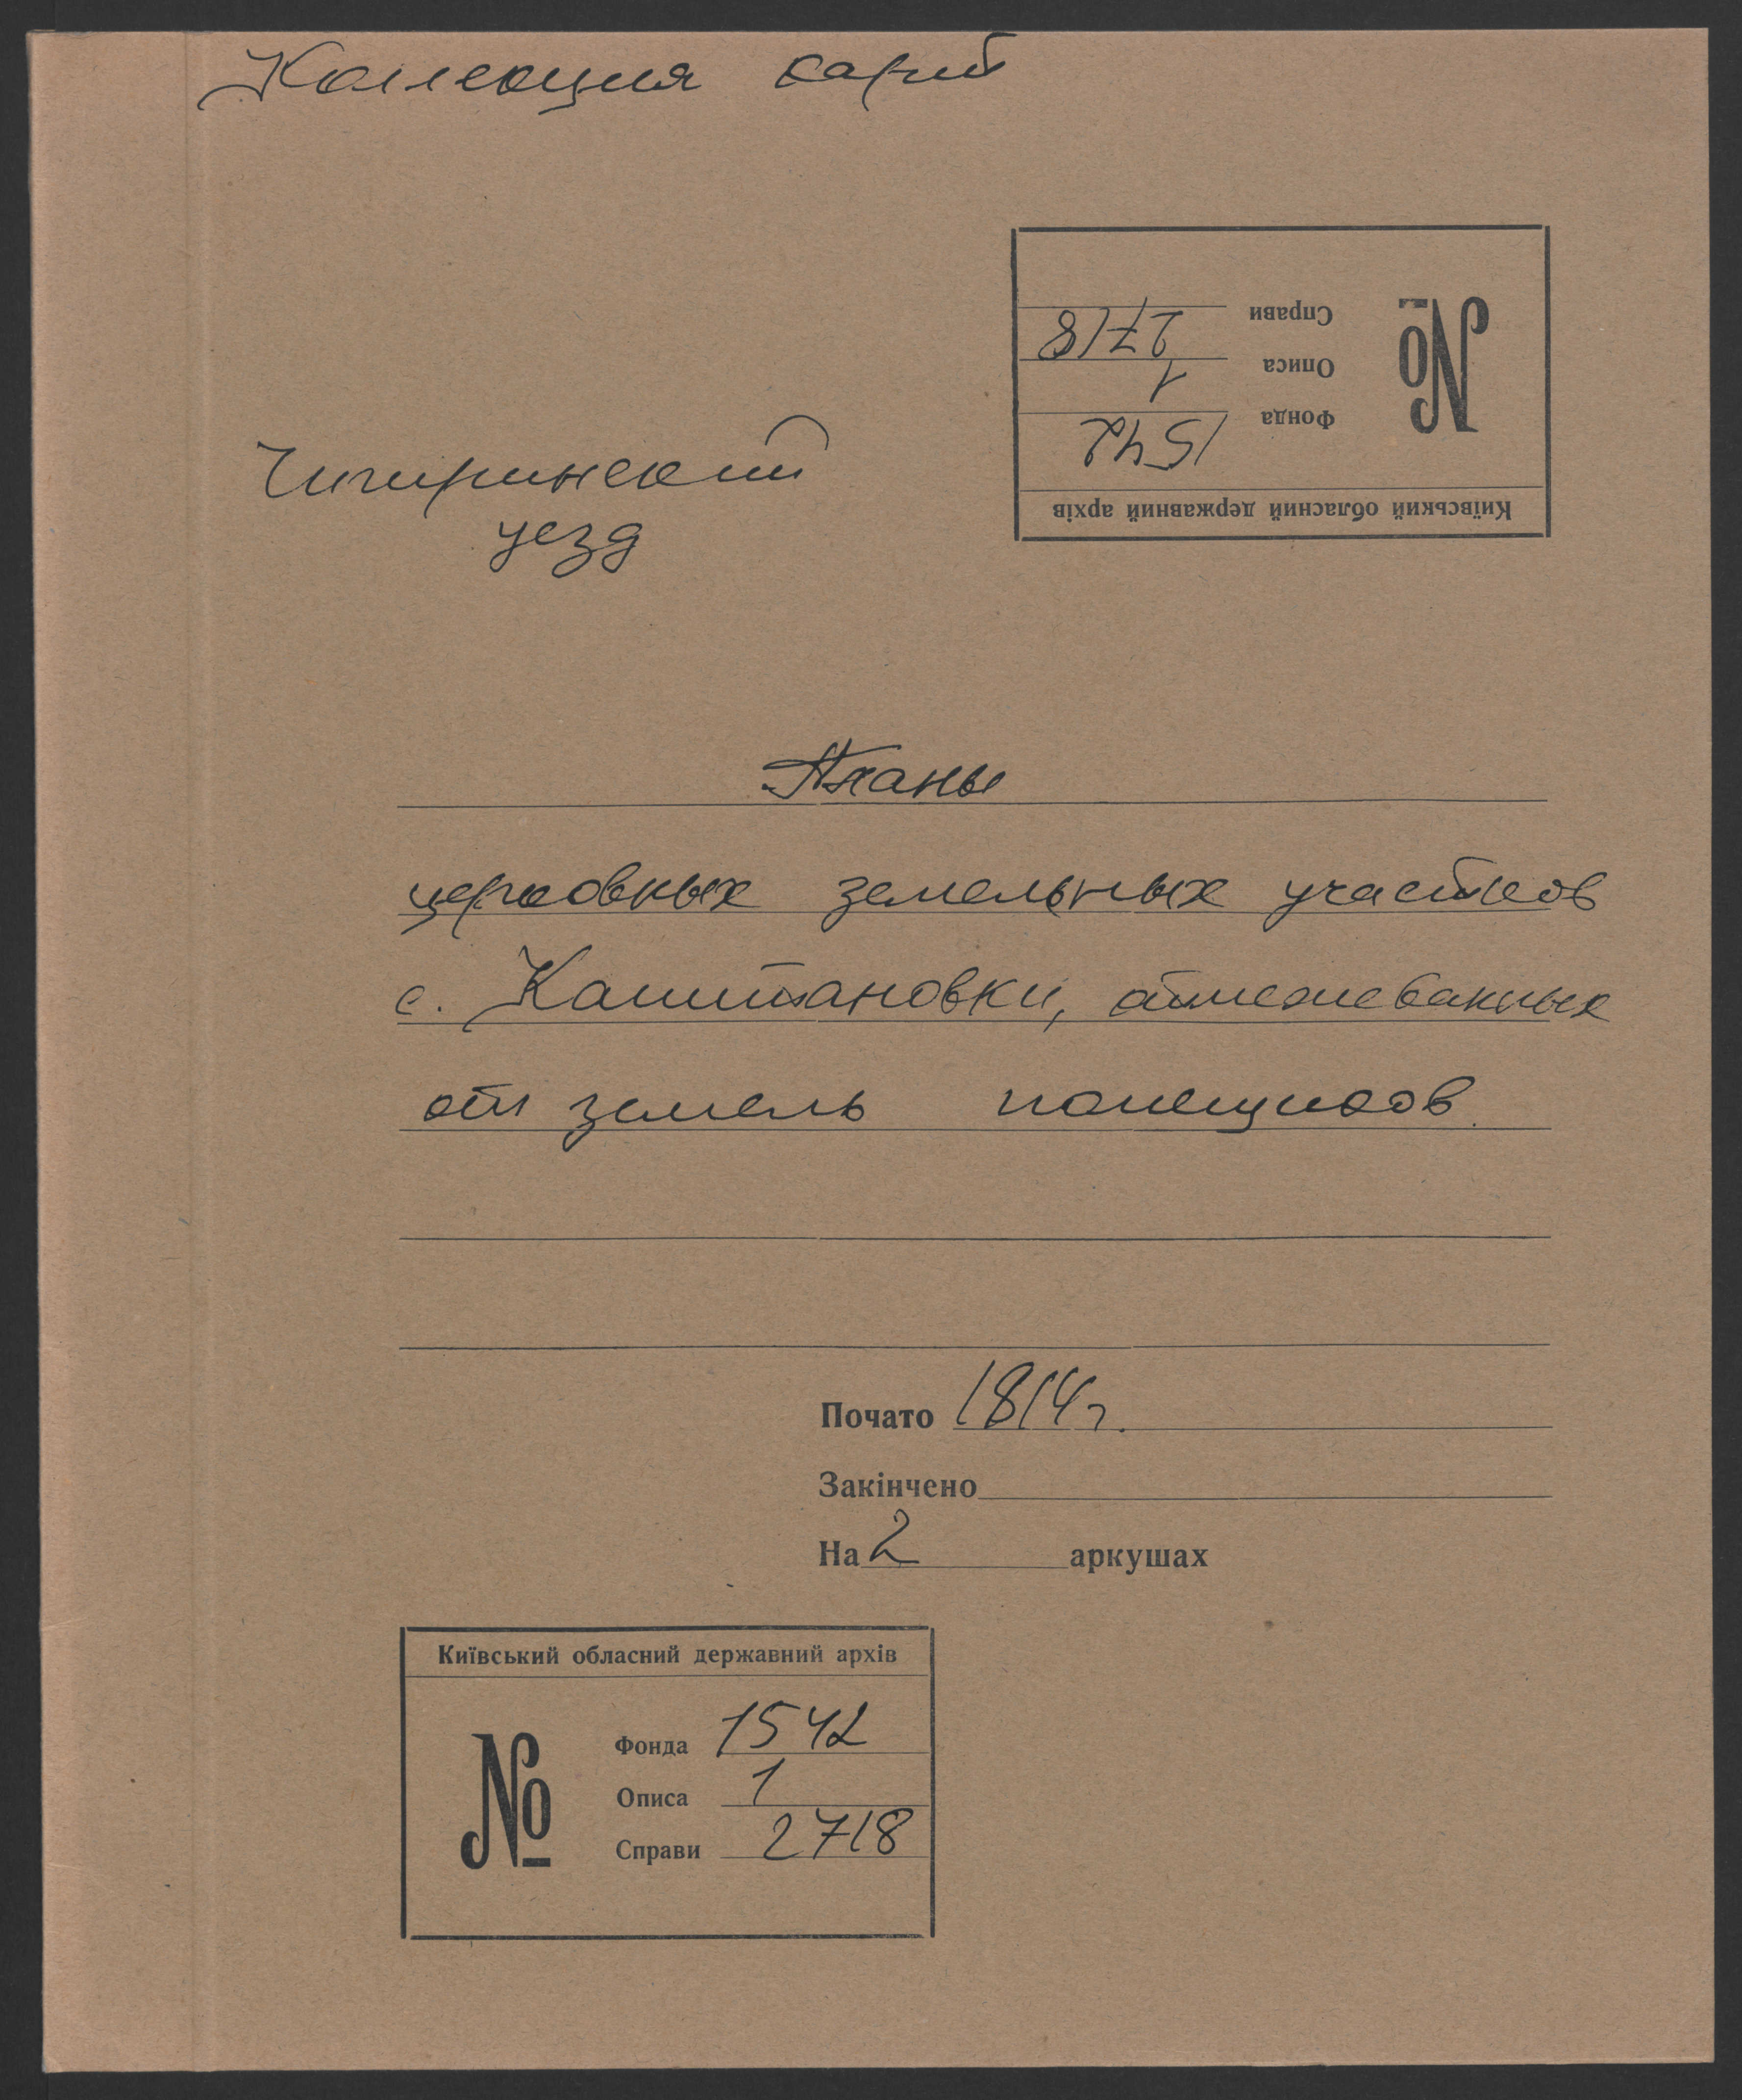 Коллекция карт
Справи 2718
Описа 1
Фонда 1542
№
Київський обласний державний архів
Чигиринский
уезд
Планы
церковных земельных участков
с. Каштановки, отмежеванных
от земель помещиков.
Почато 1814 г.
Закінчено
На 2 аркушах
Київський обласний державний архів
№
Фонда 1542
Описа 1
Справи 2718